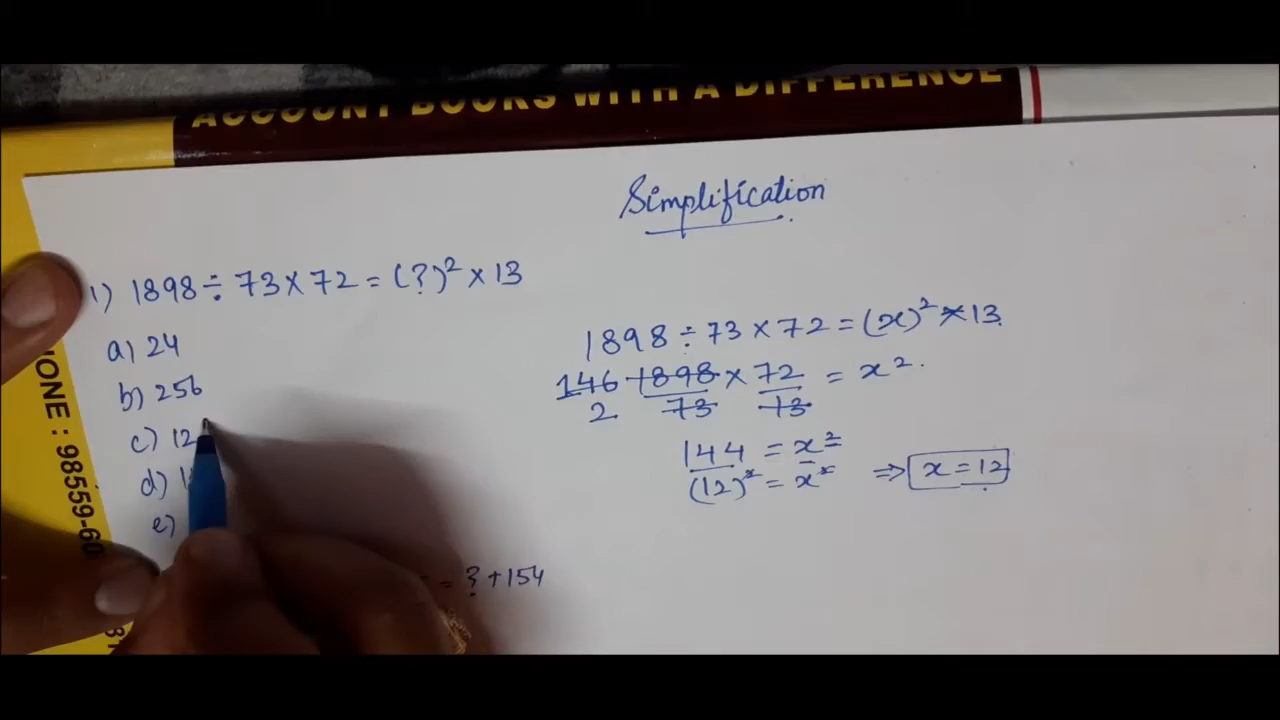 ACCOUNT BOOKS WITH A DIFFERENCE
Simplification
1) 1898 ÷ 73 × 72 = (?)² × 13
a) 24
b) 256
c) 12
d)
e)
= ? + 154
1898 ÷ 73 × 72 = (x)² × 13
146 1898 × 72 = x²
2 73 13
144 = x²
(12)² = x² ⇒ x = 12
ONE : 98559-60